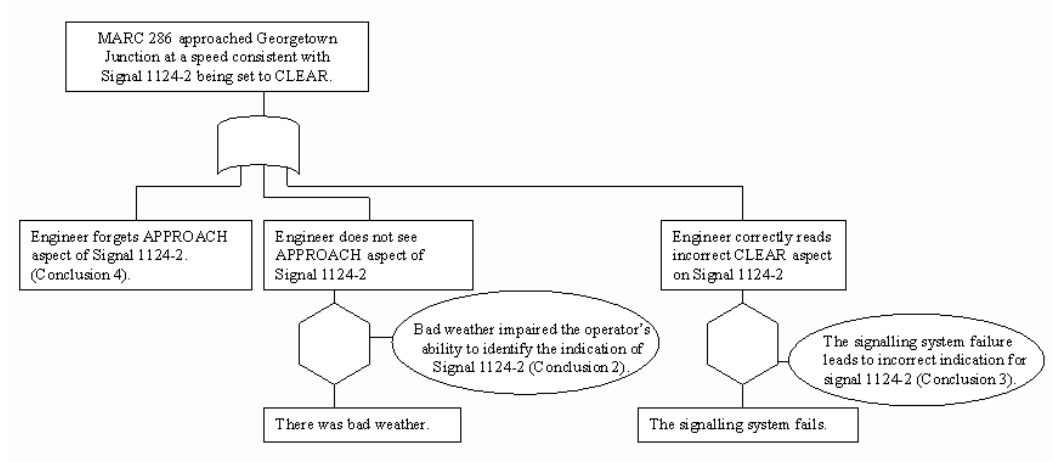 MARC 286 approached Georgetown
Junction at a speed consistent with
Signal 1124-2 being set to CLEAR.
Engineer forgets APPROACH
aspect of Signal 1124-2.
(Conclusion 4).
Engineer does not see
APPROACH aspect of
Signal 1124-2
Engineer correctly reads
incorrect CLEAR aspect
on Signal 1124-2
Bad weather impaired the operator's
ability to identify the indication of
Signal 1124-2 (Conclusion 2).
The signalling system failure
leads to incorrect indication for
signal 1124-2 (Conclusion 3).
There was bad weather.
The signalling system fails.